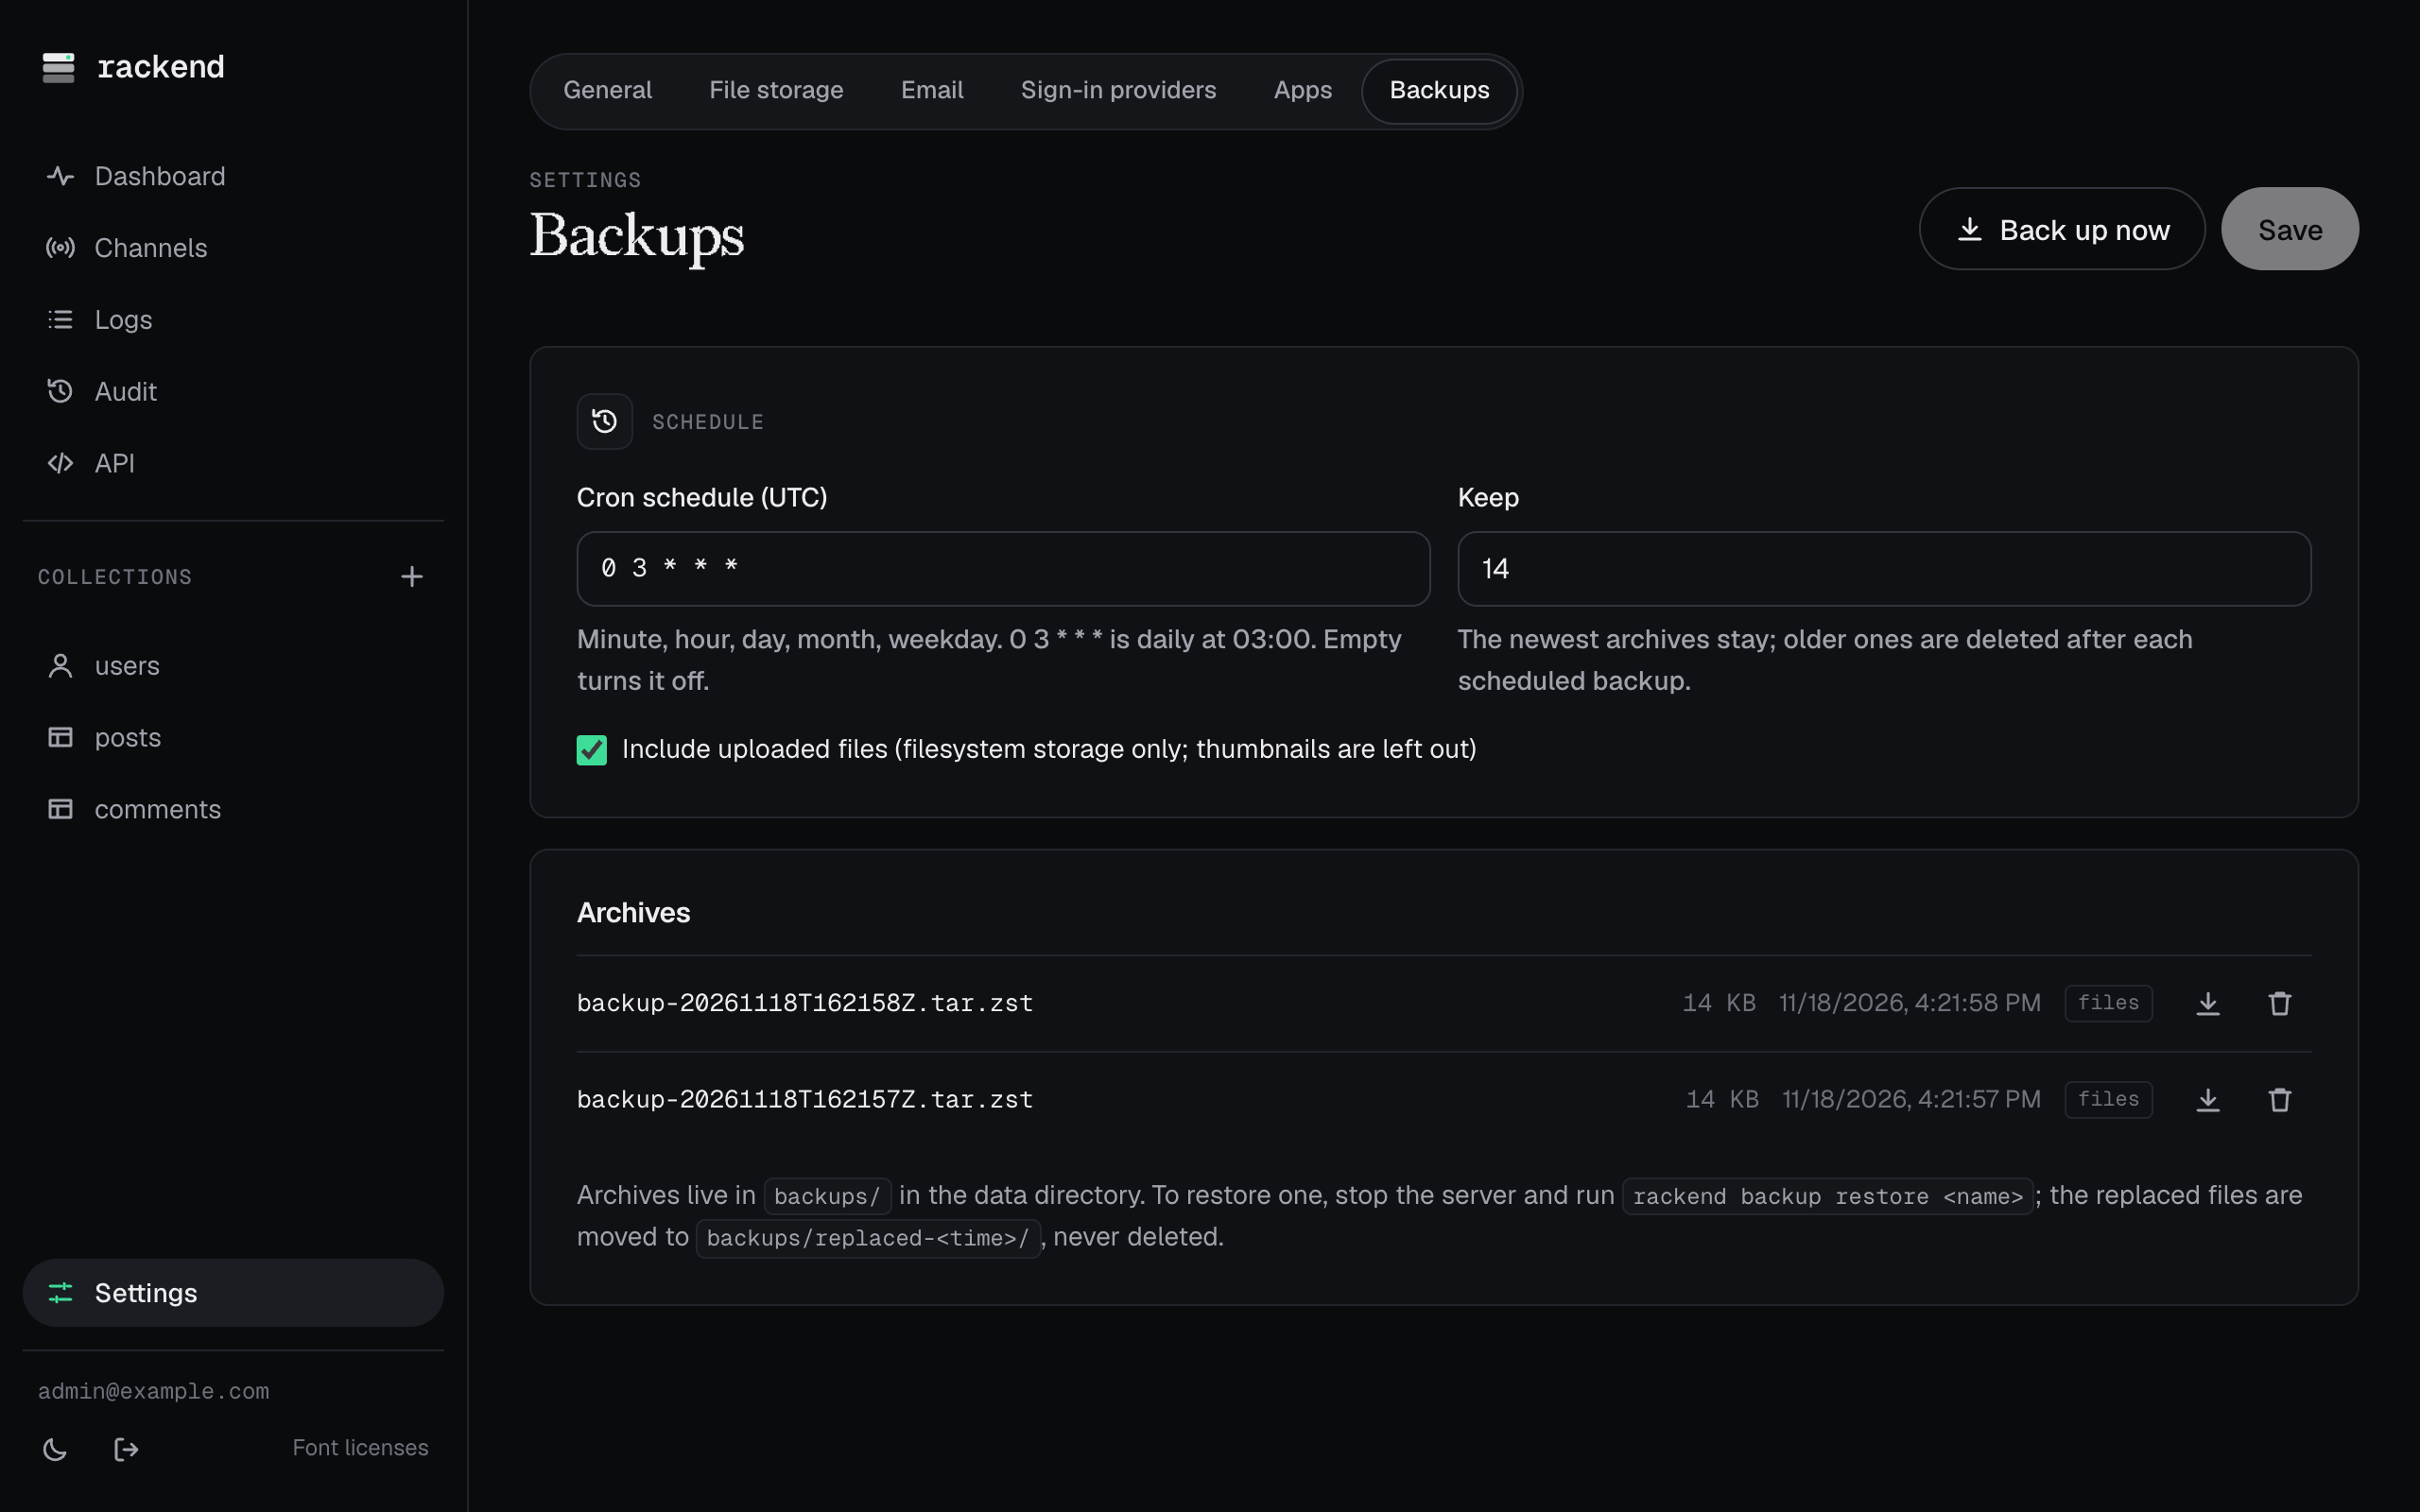 rackend
Dashboard
Channels
Logs
Audit
API
COLLECTIONS
users
posts
comments
Settings
admin@example.com
Font licenses
General File storage Email Sign-in providers Apps Backups
SETTINGS
Backups
Back up now
Save
SCHEDULE
Cron schedule (UTC)
0 3 * * *
Minute, hour, day, month, weekday. 0 3 * * * is daily at 03:00. Empty
turns it off.
Keep
14
The newest archives stay; older ones are deleted after each
scheduled backup.
Include uploaded files (filesystem storage only; thumbnails are left out)
Archives
backup-20261118T162158Z.tar.zst 14 KB 11/18/2026, 4:21:58 PM files
backup-20261118T162157Z.tar.zst 14 KB 11/18/2026, 4:21:57 PM files
Archives live in backups/ in the data directory. To restore one, stop the server and run rackend backup restore <name>; the replaced files are
moved to backups/replaced-<time>/, never deleted.